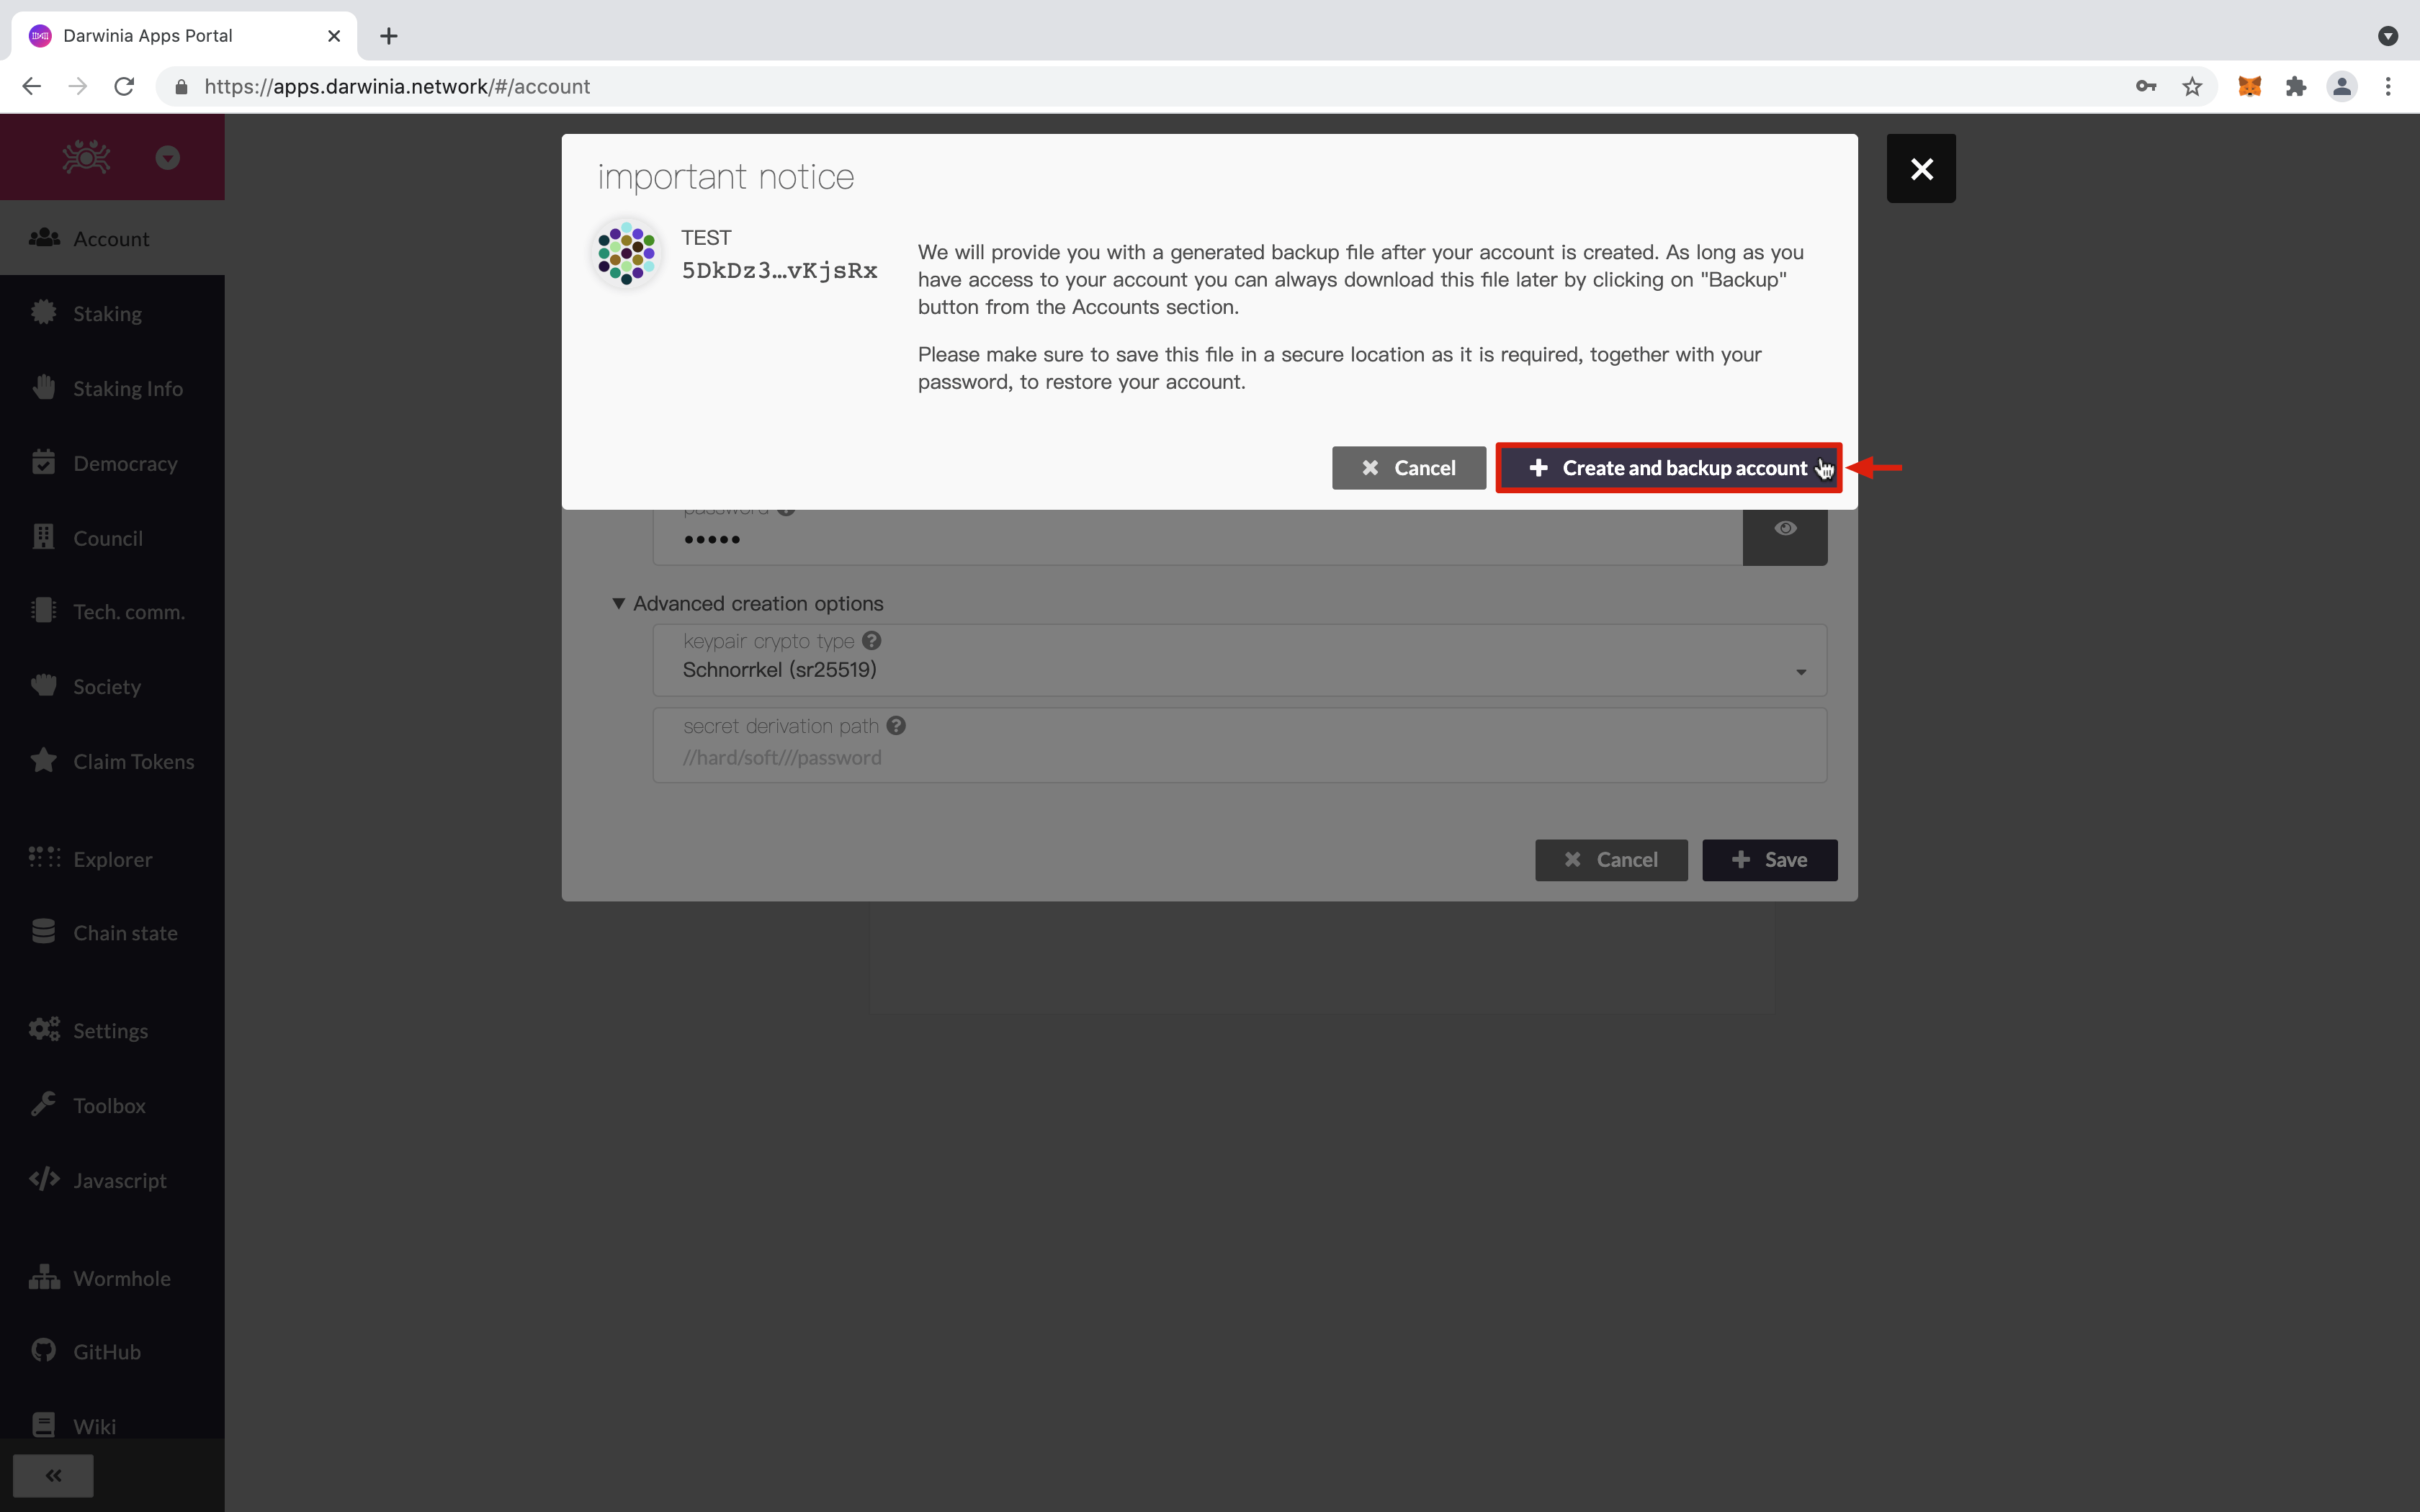 Darwinia Apps Portal
https://apps.darwinia.network/#/account
important notice
TEST
5DkDz3…vKjsRx
We will provide you with a generated backup file after your account is created. As long as you
have access to your account you can always download this file later by clicking on "Backup"
button from the Accounts section.
Please make sure to save this file in a secure location as it is required, together with your
password, to restore your account.
Cancel
Create and backup account
password
•••••
Advanced creation options
keypair crypto type
Schnorrkel (sr25519)
secret derivation path
//hard/soft///password
Cancel
Save
Account
Staking
Staking Info
Democracy
Council
Tech. comm.
Society
Claim Tokens
Explorer
Chain state
Settings
Toolbox
Javascript
Wormhole
GitHub
Wiki